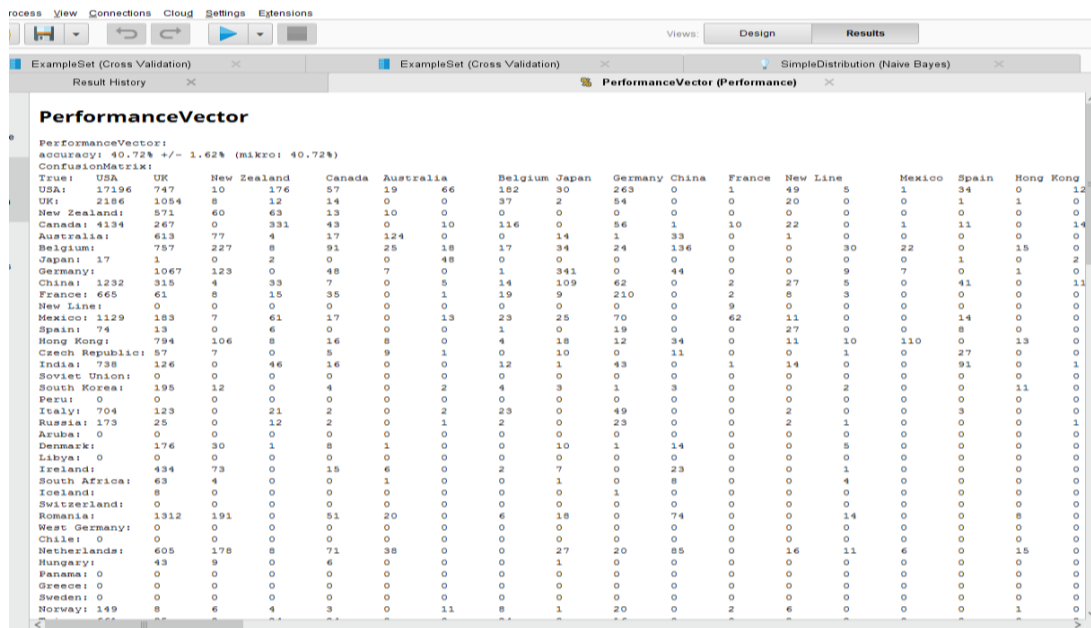 rocess View Connections Cloud Settings Extensions
Views: Design Results
ExampleSet (Cross Validation) ExampleSet (Cross Validation) SimpleDistribution (Naive Bayes)
Result History PerformanceVector (Performance)
PerformanceVector
PerformanceVector:
accuracy: 40.72% +/- 1.62% (mikro: 40.72%)
ConfusionMatrix:
True: USA UK New Zealand Canada Australia Belgium Japan Germany China France New Line Mexico Spain Hong Kong
USA: 17196 747 10 176 57 19 66 182 30 263 0 1 49 5 1 34 0 12
UK: 2186 1054 8 12 14 0 0 37 2 54 0 0 20 0 0 1 1 0
New Zealand: 571 60 63 13 10 0 0 0 0 0 0 0 0 0 0 0 0
Canada: 4134 267 0 331 43 0 10 116 0 56 1 10 22 0 1 11 0 14
Australia: 613 77 4 17 124 0 0 14 1 33 0 1 0 0 0 0 0
Belgium: 757 227 8 91 25 18 17 34 24 136 0 0 30 22 0 15 0
Japan: 17 1 0 2 0 0 48 0 0 0 0 0 0 0 0 1 0 2
Germany: 1067 123 0 48 7 0 1 341 0 44 0 0 9 7 0 1 0
China: 1232 315 4 33 7 0 5 14 109 62 0 2 27 5 0 41 0 11
France: 665 61 8 15 35 0 1 19 9 210 0 2 8 3 0 0 0 0
New Line: 0 0 0 0 0 0 0 0 0 0 9 0 0 0 0 0 0
Mexico: 1129 183 7 61 17 0 13 23 25 70 0 62 11 0 0 14 0 0
Spain: 74 13 0 6 0 0 0 1 0 19 0 0 27 0 0 8 0 0
Hong Kong: 794 106 8 16 8 0 4 18 12 34 0 11 10 110 0 13 0
Czech Republic: 57 7 0 5 9 1 0 10 0 11 0 0 1 0 27 0 0
India: 738 126 0 46 16 0 0 12 1 43 0 1 14 0 0 91 0 1
Soviet Union: 0 0 0 0 0 0 0 0 0 0 0 0 0 0 0 0 0
South Korea: 195 12 0 4 0 2 4 3 1 3 0 0 2 0 0 11 0
Peru: 0 0 0 0 0 0 0 0 0 0 0 0 0 0 0 0 0 0
Italy: 704 123 0 21 2 0 2 23 0 49 0 0 2 0 0 3 0 0
Russia: 173 25 0 12 2 0 1 2 0 23 0 0 2 1 0 0 0 1
Aruba: 0 0 0 0 0 0 0 0 0 0 0 0 0 0 0 0 0 0
Denmark: 176 30 1 8 1 0 0 10 1 14 0 0 5 0 0 0 0
Libya: 0 0 0 0 0 0 0 0 0 0 0 0 0 0 0 0 0 0
Ireland: 434 73 0 15 6 0 2 7 0 23 0 0 1 0 0 0 0
South Africa: 63 4 0 0 1 0 0 1 0 8 0 0 4 0 0 0 0
Iceland: 8 0 0 0 0 0 0 0 1 0 0 0 0 0 0 0 0
Switzerland: 0 0 0 0 0 0 0 0 0 0 0 0 0 0 0 0 0
Romania: 1312 191 0 51 20 0 6 18 0 74 0 0 14 0 0 8 0
West Germany: 0 0 0 0 0 0 0 0 0 0 0 0 0 0 0 0 0
Chile: 0 0 0 0 0 0 0 0 0 0 0 0 0 0 0 0 0 0
Netherlands: 605 178 8 71 38 0 0 27 20 85 0 16 11 6 0 15 0
Hungary: 43 9 0 6 0 0 0 1 0 0 0 0 0 0 0 0 0
Panama: 0 0 0 0 0 0 0 0 0 0 0 0 0 0 0 0 0 0
Greece: 0 0 0 0 0 0 0 0 0 0 0 0 0 0 0 0 0 0
Sweden: 0 0 0 0 0 0 0 0 0 0 0 0 0 0 0 0 0 0
Norway: 149 8 6 4 3 0 11 8 1 20 0 2 6 0 0 0 1 0